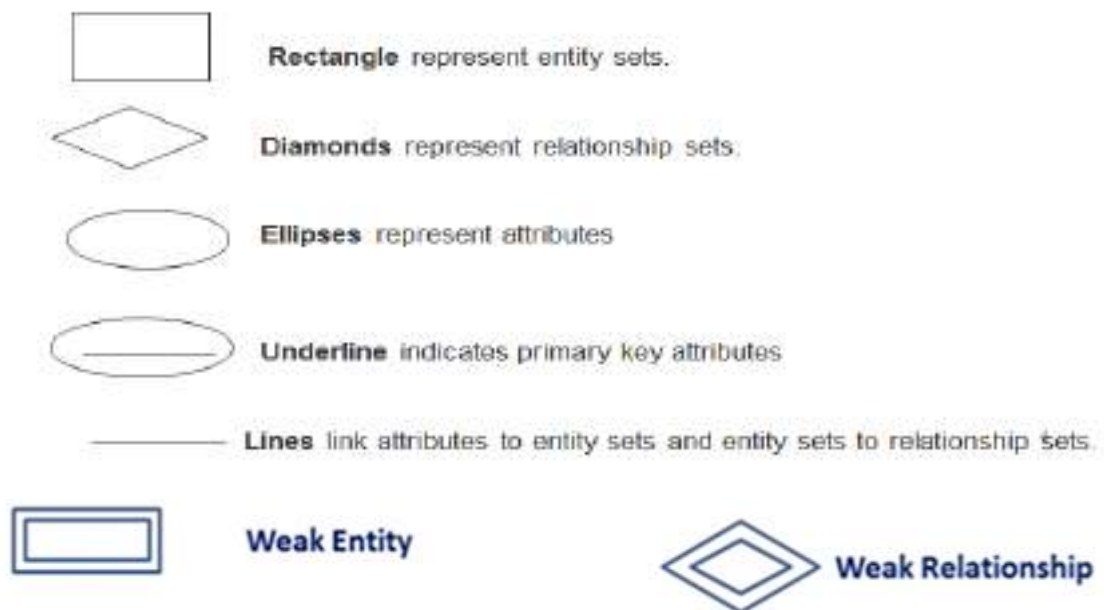 Rectangle represent entity sets.
Diamonds represent relationship sets.
Ellipses represent attributes
Underline indicates primary key attributes
Lines link attributes to entity sets and entity sets to relationship sets.
Weak Entity
Weak Relationship